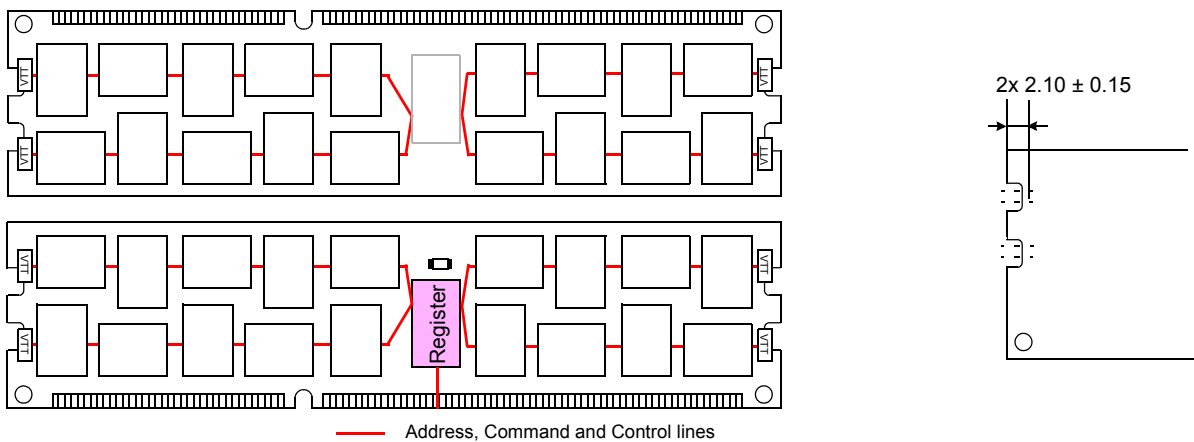 VTT
VTT
VTT
VTT
2x 2.10 ± 0.15
VTT
VTT
Register
VTT
VTT
Address, Command and Control lines